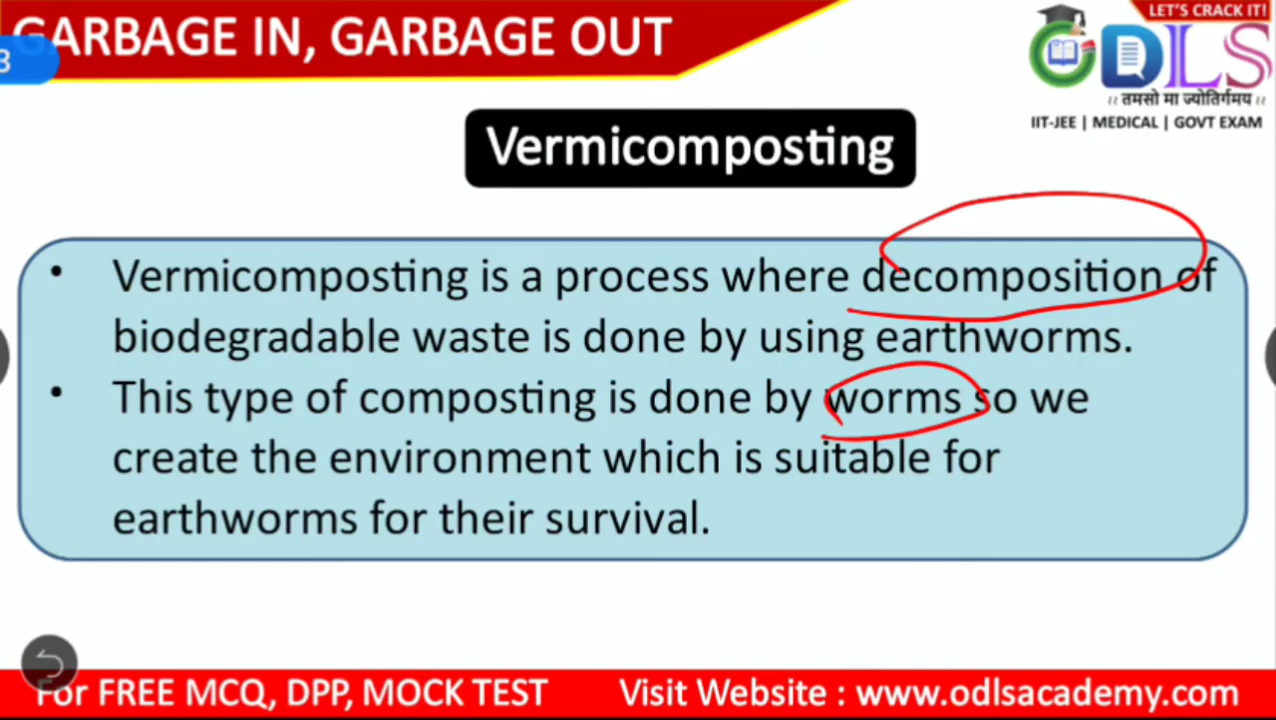 GARBAGE IN, GARBAGE OUT
LET'S CRACK IT!
ODLS
।। तमसो मा ज्योतिर्गमय ।।
IIT-JEE | MEDICAL | GOVT EXAM
3
Vermicomposting
• Vermicomposting is a process where decomposition of
biodegradable waste is done by using earthworms.
• This type of composting is done by worms so we
create the environment which is suitable for
earthworms for their survival.
For FREE MCQ, DPP, MOCK TEST Visit Website : www.odlsacademy.com